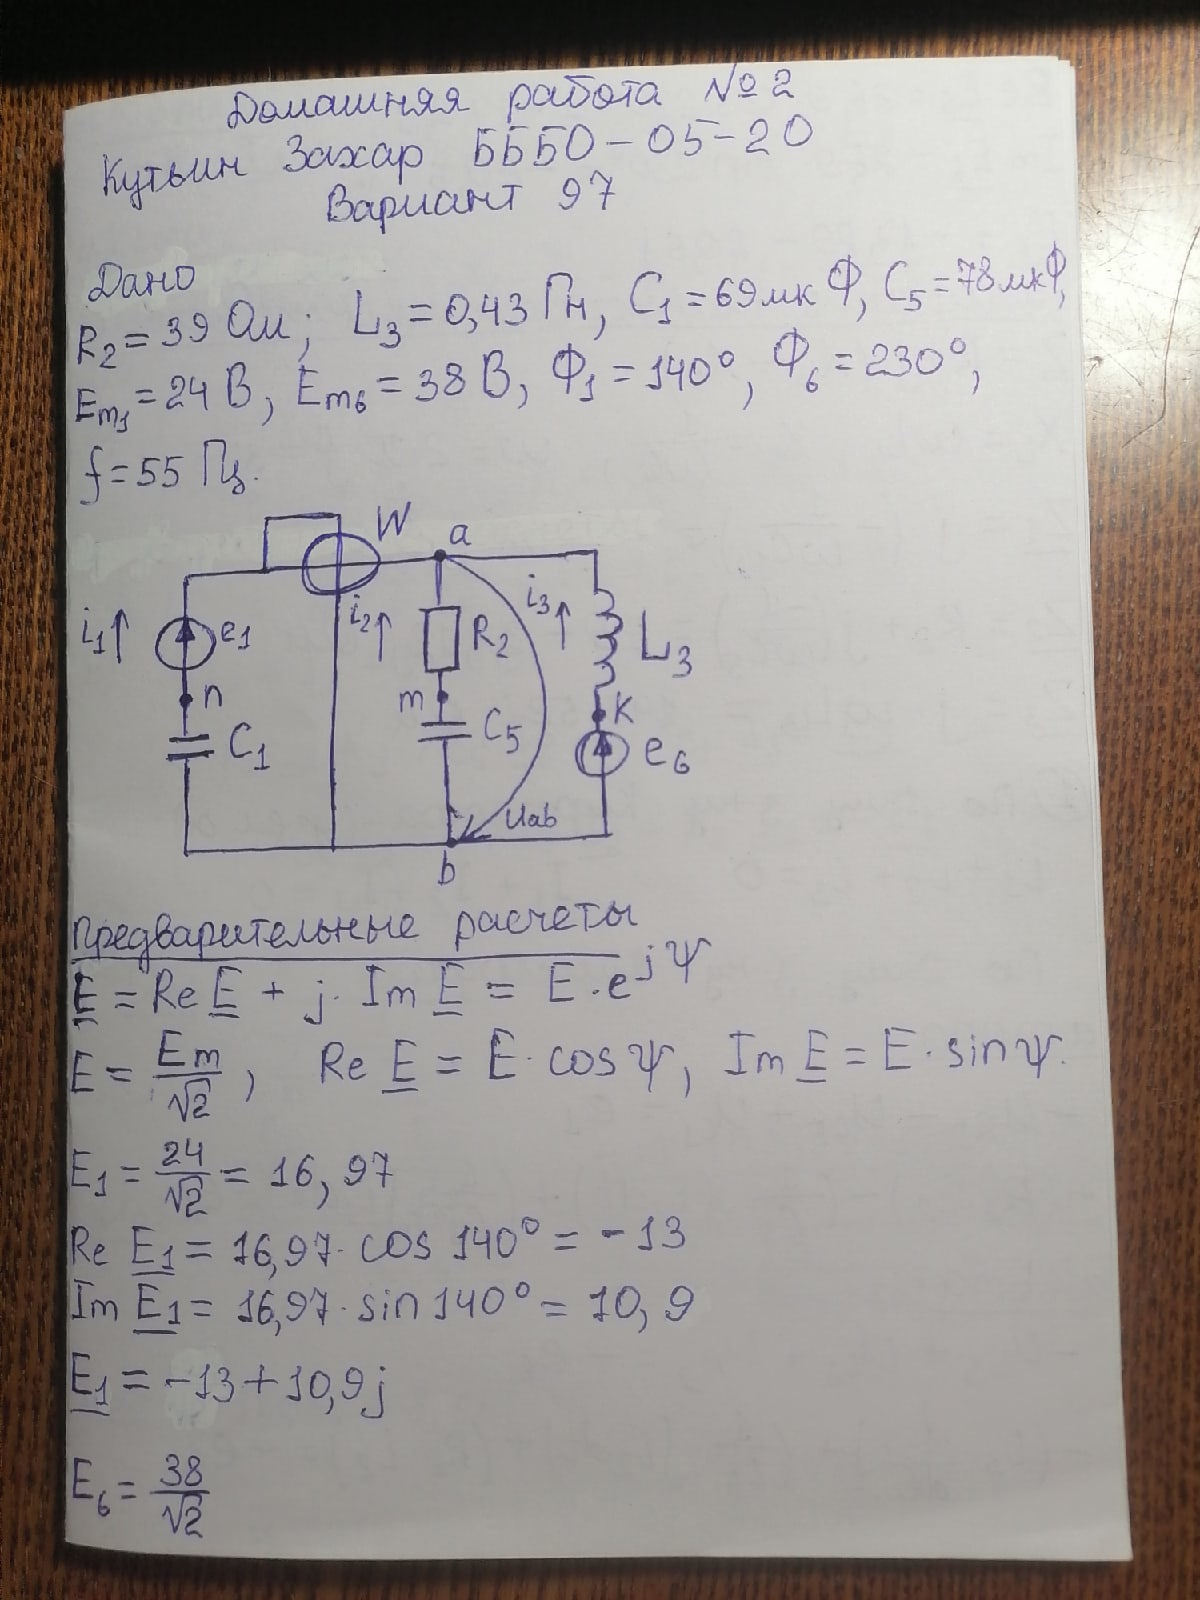 Домашняя работа №2
Кутьин Захар ББББО-05-20
Вариант 97
Дано
R₂ = 39 Ом; L₃ = 0,43 Гн, C₁ = 69 мкФ, C₅ = 78 мкФ,
Em₁ = 24 В, Em₆ = 38 В, Ф₁ = 140°, Ф₆ = 230°,
f = 55 Гц.
W a
i₁↑ e₁ i₂↑ R₂ i₃↑ L₃
n m K
C₁ C₅ e₆
Uab
b
Предварительные расчеты
E = Re E + j · Im E = E · e^jψ
E = Em/√2, Re E = E · cos ψ, Im E = E · sin ψ.
E₁ = 24/√2 = 16,97
Re E₁ = 16,97 · cos 140° = -13
Im E₁ = 16,97 · sin 140° = 10,9
E₁ = -13 + 10,9j
E₆ = 38/√2